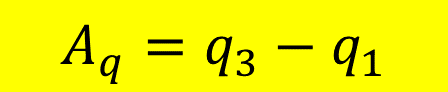 A_q = q_3 − q_1